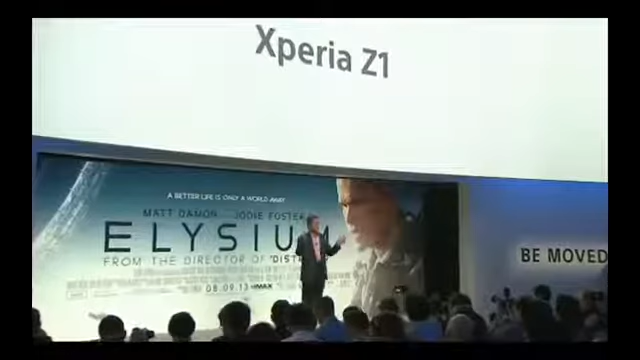 Xperia Z1
A BETTER LIFE IS ONLY A WORLD AWAY
MATT DAMON JODIE FOSTER
ELYSIUM
FROM THE DIRECTOR OF 'DIST
08.09.13 IMAX
BE MOVED